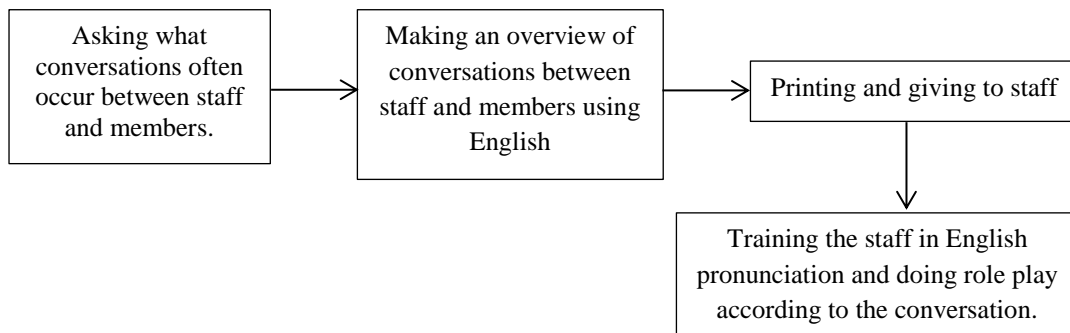 Asking what
conversations often
occur between staff
and members.
Making an overview of
conversations between
staff and members using
English
Printing and giving to staff
Training the staff in English
pronunciation and doing role play
according to the conversation.